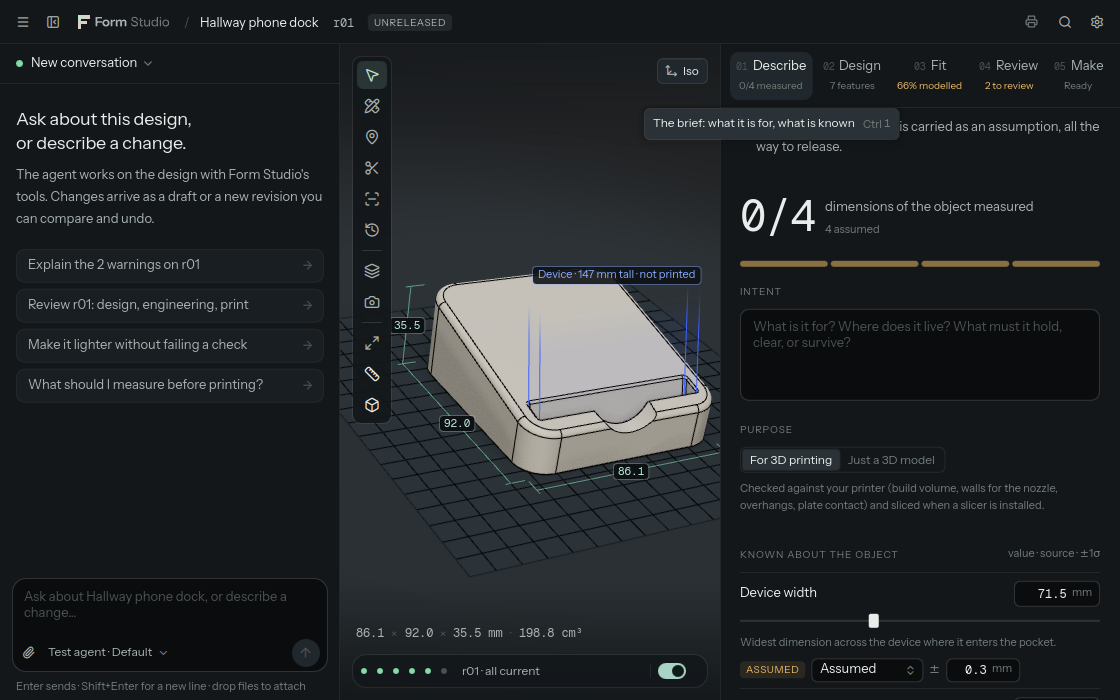 Form Studio / Hallway phone dock r01 UNRELEASED
New conversation
Ask about this design,
or describe a change.
The agent works on the design with Form Studio's
tools. Changes arrive as a draft or a new revision you
can compare and undo.
Explain the 2 warnings on r01
Review r01: design, engineering, print
Make it lighter without failing a check
What should I measure before printing?
Ask about Hallway phone dock, or describe a
change...
Test agent · Default
Enter sends · Shift+Enter for a new line · drop files to attach
Iso
Device · 147 mm tall · not printed
35.5
92.0
86.1
86.1 × 92.0 × 35.5 mm · 198.8 cm³
r01 · all current
01 Describe
0/4 measured
02 Design
7 features
03 Fit
66% modelled
04 Review
2 to review
05 Make
Ready
The brief: what it is for, what is known Ctrl 1
is carried as an assumption, all the
way to release.
0/4
dimensions of the object measured
4 assumed
INTENT
What is it for? Where does it live? What must it hold,
clear, or survive?
PURPOSE
For 3D printing Just a 3D model
Checked against your printer (build volume, walls for the nozzle,
overhangs, plate contact) and sliced when a slicer is installed.
KNOWN ABOUT THE OBJECT value · source · ±1σ
Device width 71.5 mm
Widest dimension across the device where it enters the pocket.
ASSUMED Assumed ± 0.3 mm